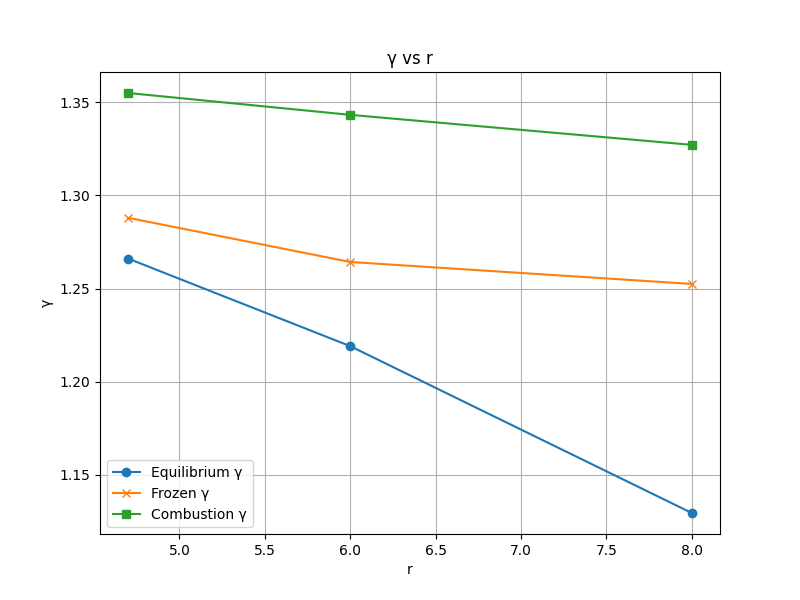 γ vs r
1.35
1.30
1.25
1.20
1.15
γ
Equilibrium γ
Frozen γ
Combustion γ
5.0 5.5 6.0 6.5 7.0 7.5 8.0
r